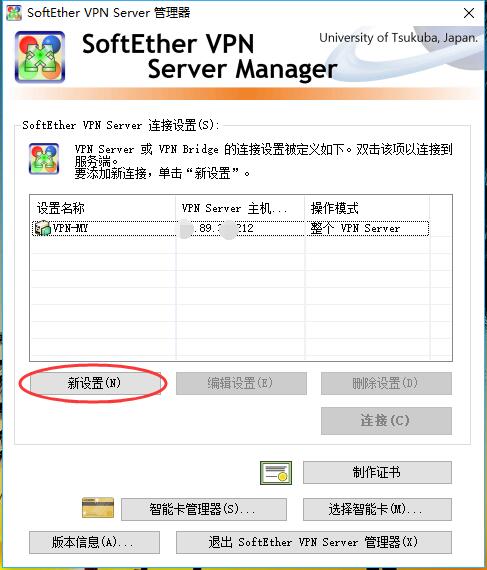 SoftEther VPN Server 管理器
University of Tsukuba, Japan.
SoftEther VPN
Server Manager
SoftEther VPN Server 连接设置(S):
VPN Server 或 VPN Bridge 的连接设置被定义如下。双击该项以连接到
服务端。
要添加新连接，单击“新设置”。
设置名称 VPN Server 主机... 操作模式
VPN-MY .89. 212 整个 VPN Server
新设置(N) 编辑设置(E) 删除设置(D)
连接(C)
制作证书
智能卡管理器(S)... 选择智能卡(M)...
版本信息(A)... 退出 SoftEther VPN Server 管理器(X)